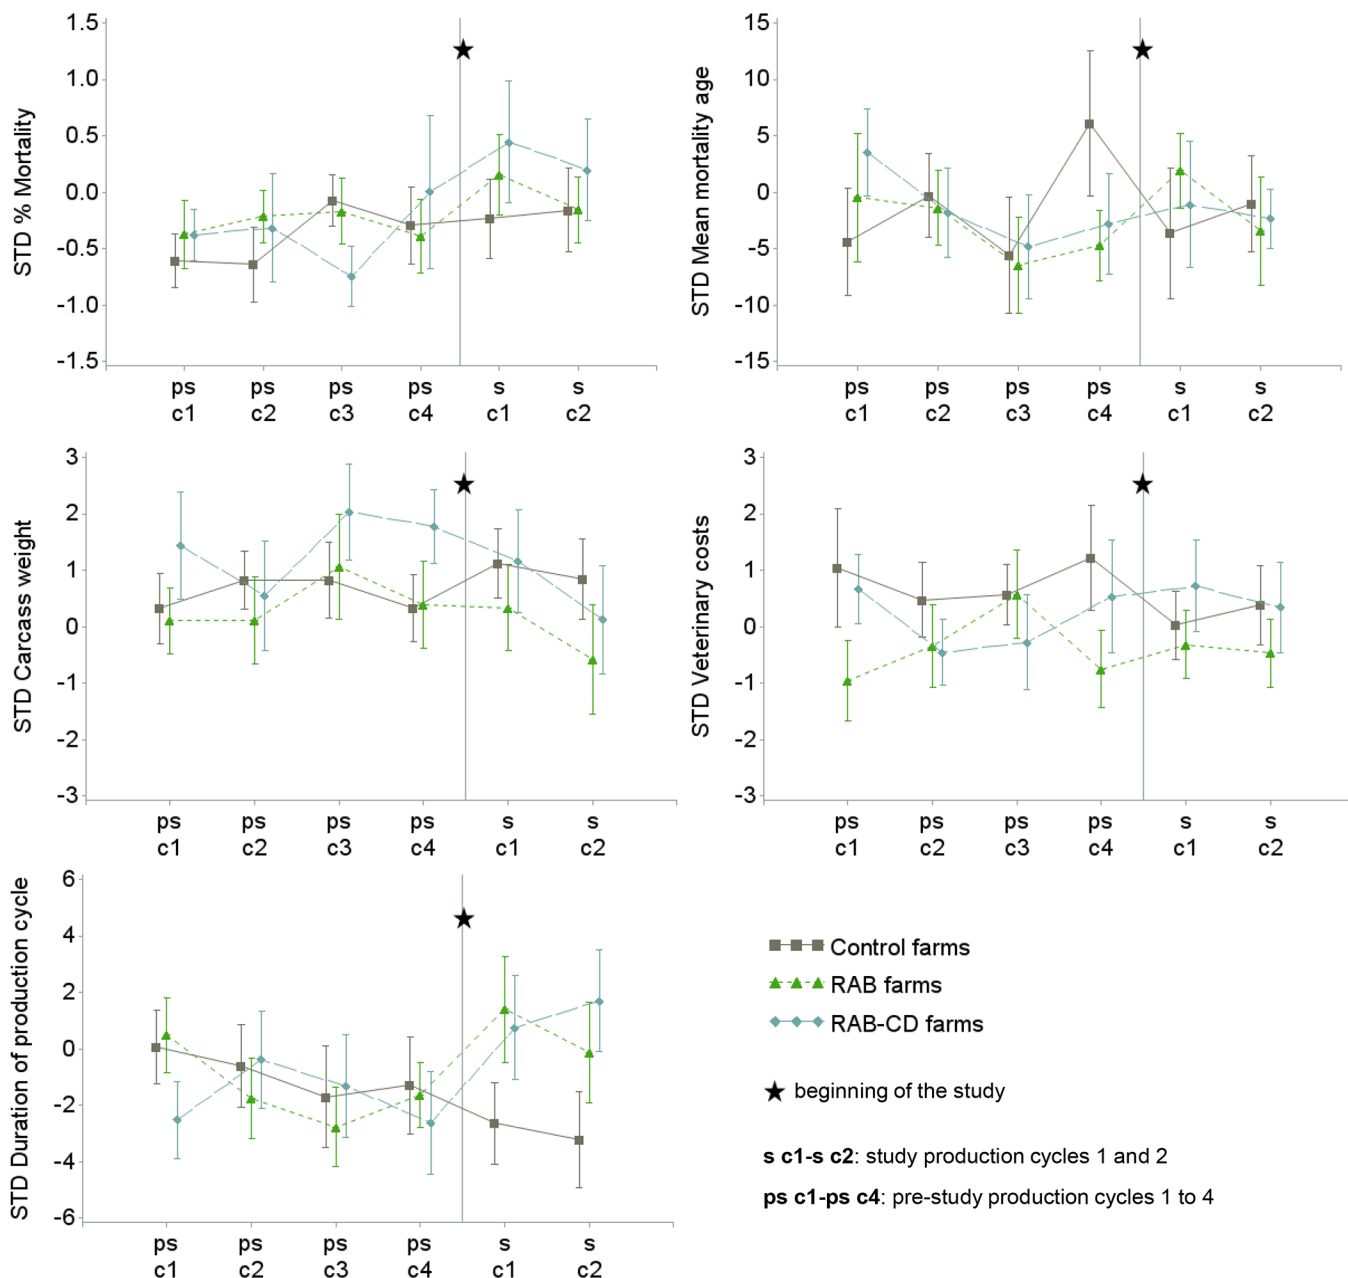 STD % Mortality
1.5
1.0
0.5
0.0
-0.5
-1.0
-1.5
ps ps ps ps s s
c1 c2 c3 c4 c1 c2
STD Mean mortality age
15
10
5
0
-5
-10
-15
ps ps ps ps s s
c1 c2 c3 c4 c1 c2
STD Carcass weight
3
2
1
0
-1
-2
-3
ps ps ps ps s s
c1 c2 c3 c4 c1 c2
STD Veterinary costs
3
2
1
0
-1
-2
-3
ps ps ps ps s s
c1 c2 c3 c4 c1 c2
STD Duration of production cycle
6
4
2
0
-2
-4
-6
ps ps ps ps s s
c1 c2 c3 c4 c1 c2
Control farms
RAB farms
RAB-CD farms
★ beginning of the study
s c1-s c2: study production cycles 1 and 2
ps c1-ps c4: pre-study production cycles 1 to 4